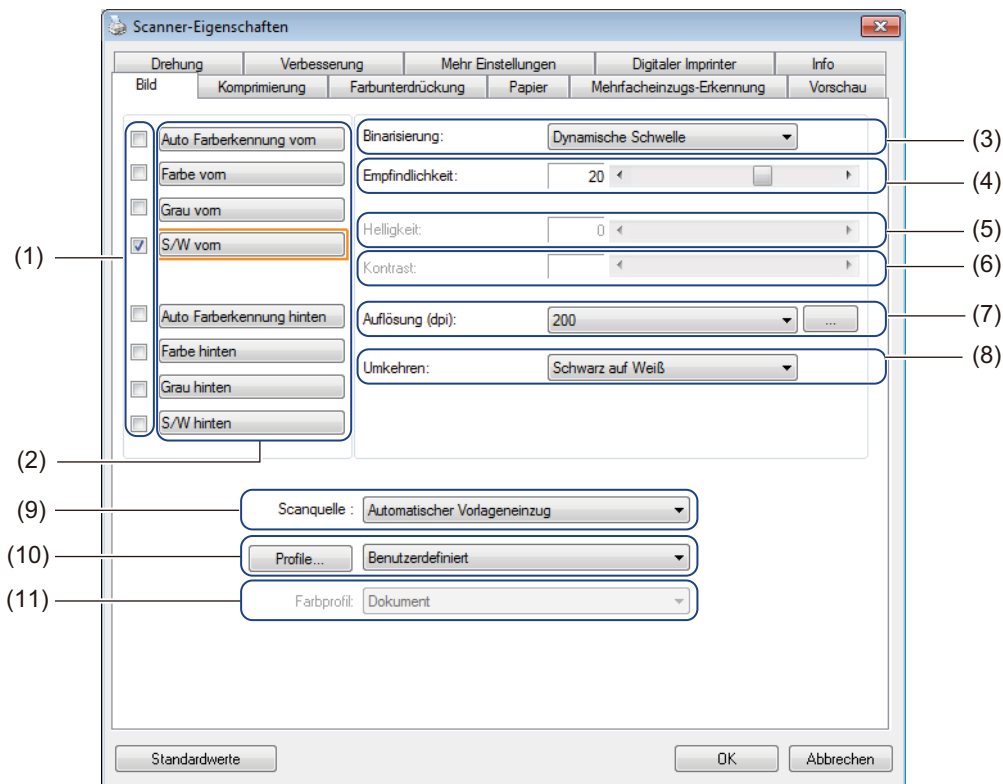 Scanner-Eigenschaften
Drehung Verbesserung Mehr Einstellungen Digitaler Imprinter Info
Bild Komprimierung Farbunterdrückung Papier Mehrfacheinzugs-Erkennung Vorschau
Auto Farberkennung vorn Binarisierung: Dynamische Schwelle (3)
Farbe vorn Empfindlichkeit: 20 (4)
Grau vorn
Helligkeit: 0 (5)
(1) S/W vorn
Kontrast: (6)
Auto Farberkennung hinten Auflösung (dpi): 200 ... (7)
Farbe hinten
Umkehren: Schwarz auf Weiß (8)
Grau hinten
S/W hinten
(2)
(9) Scanquelle : Automatischer Vorlageneinzug
(10) Profile... Benutzerdefiniert
(11) Farbprofil: Dokument
Standardwerte OK Abbrechen